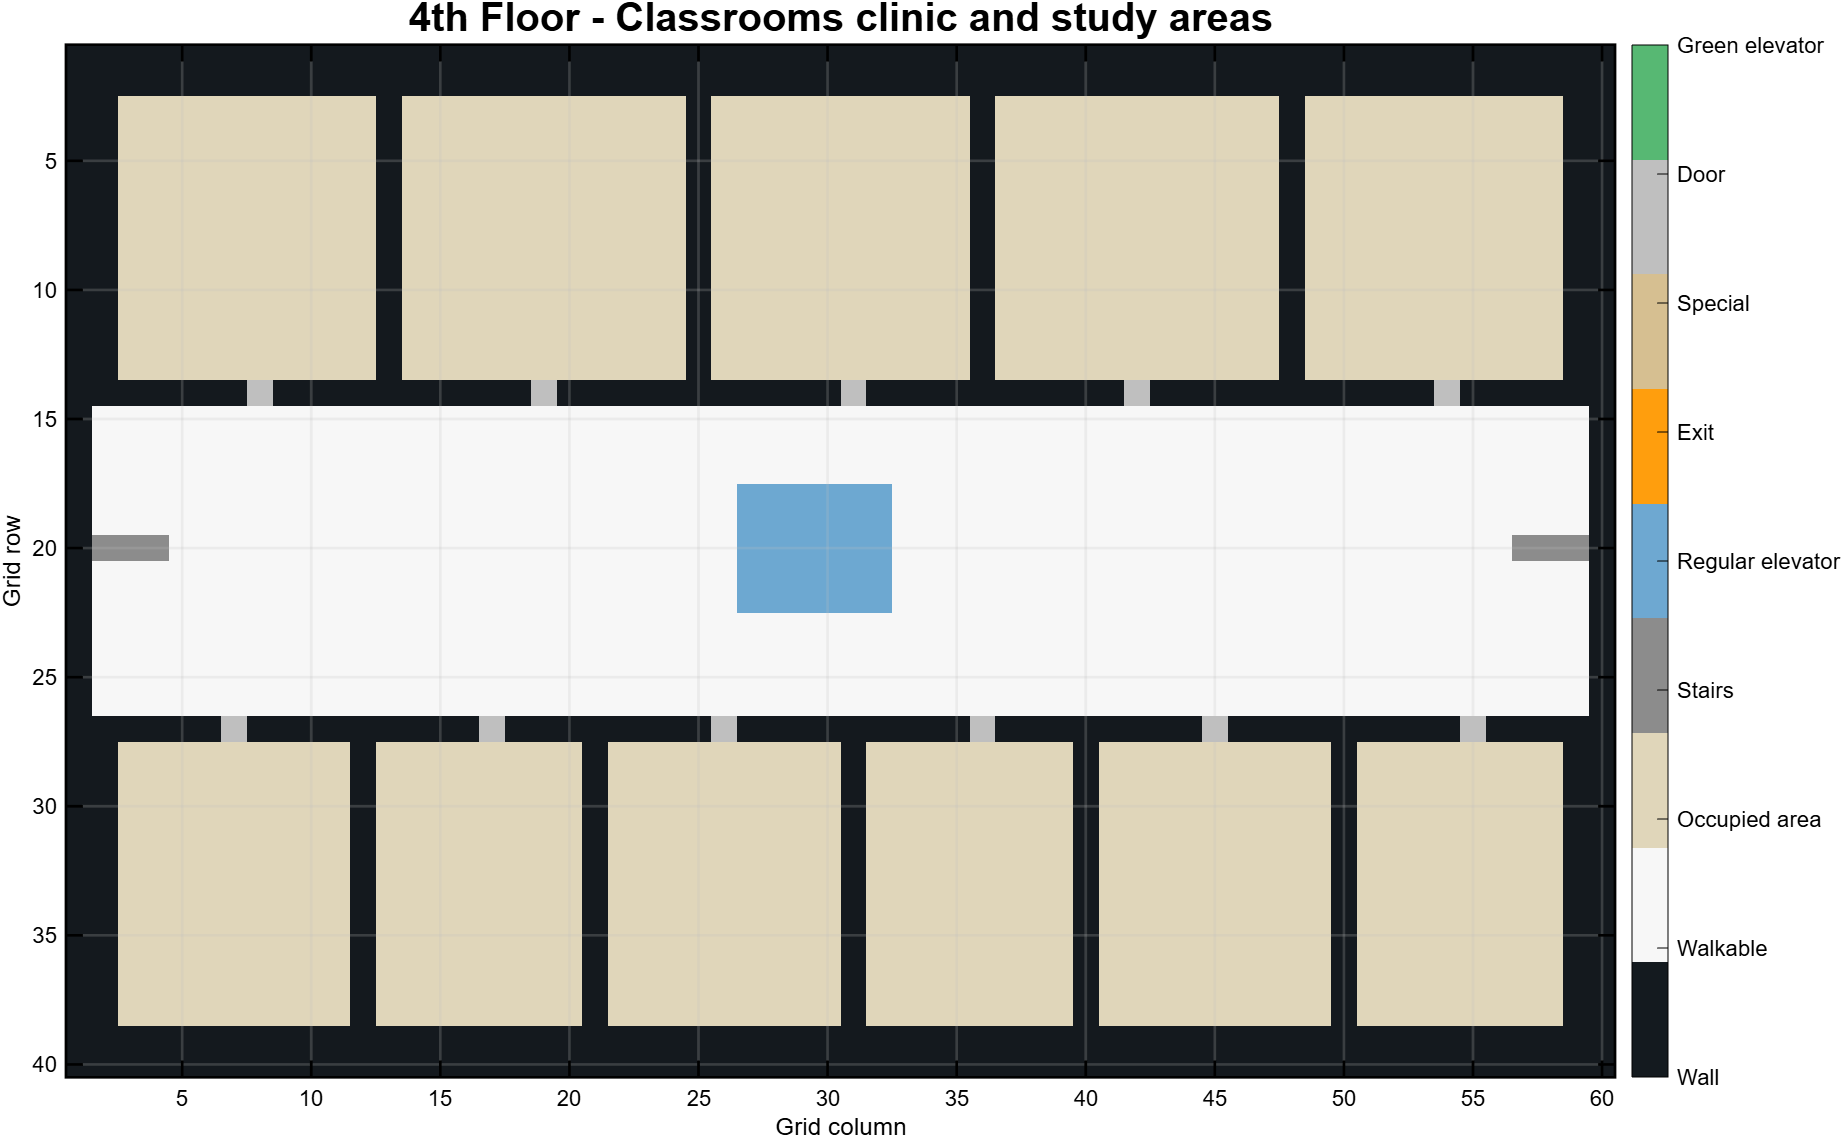 4th Floor - Classrooms clinic and study areas
Green elevator
Door
Special
Exit
Regular elevator
Stairs
Occupied area
Walkable
Wall
Grid row
5
10
15
20
25
30
35
40
5 10 15 20 25 30 35 40 45 50 55 60
Grid column